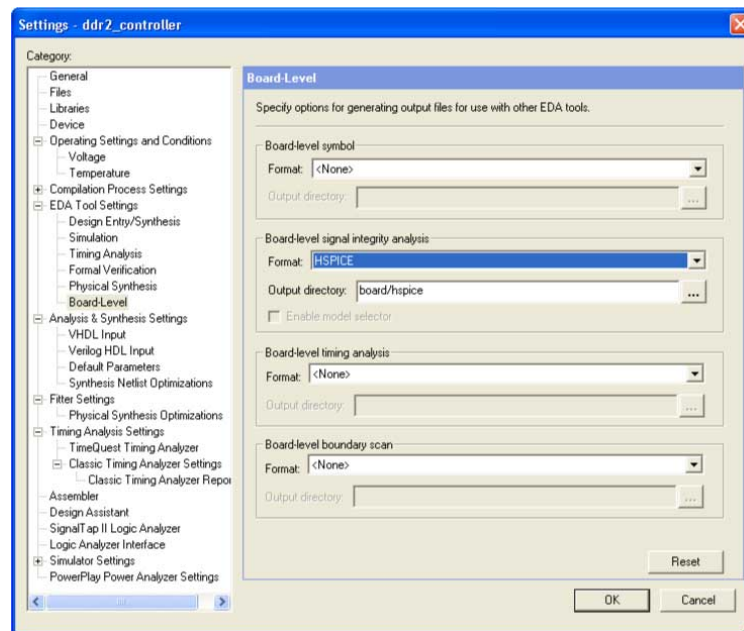 Settings - ddr2_controller
Category:
General
Files
Libraries
Device
Operating Settings and Conditions
Voltage
Temperature
Compilation Process Settings
EDA Tool Settings
Design Entry/Synthesis
Simulation
Timing Analysis
Formal Verification
Physical Synthesis
Board-Level
Analysis & Synthesis Settings
VHDL Input
Verilog HDL Input
Default Parameters
Synthesis Netlist Optimizations
Fitter Settings
Physical Synthesis Optimizations
Timing Analysis Settings
TimeQuest Timing Analyzer
Classic Timing Analyzer Settings
Classic Timing Analyzer Repor
Assembler
Design Assistant
SignalTap II Logic Analyzer
Logic Analyzer Interface
Simulator Settings
PowerPlay Power Analyzer Settings
Board-Level
Specify options for generating output files for use with other EDA tools.
Board-level symbol
Format: <None>
Output directory: ...
Board-level signal integrity analysis
Format: HSPICE
Output directory: board/hspice ...
Enable model selector
Board-level timing analysis
Format: <None>
Output directory: ...
Board-level boundary scan
Format: <None>
Output directory: ...
Reset
OK Cancel